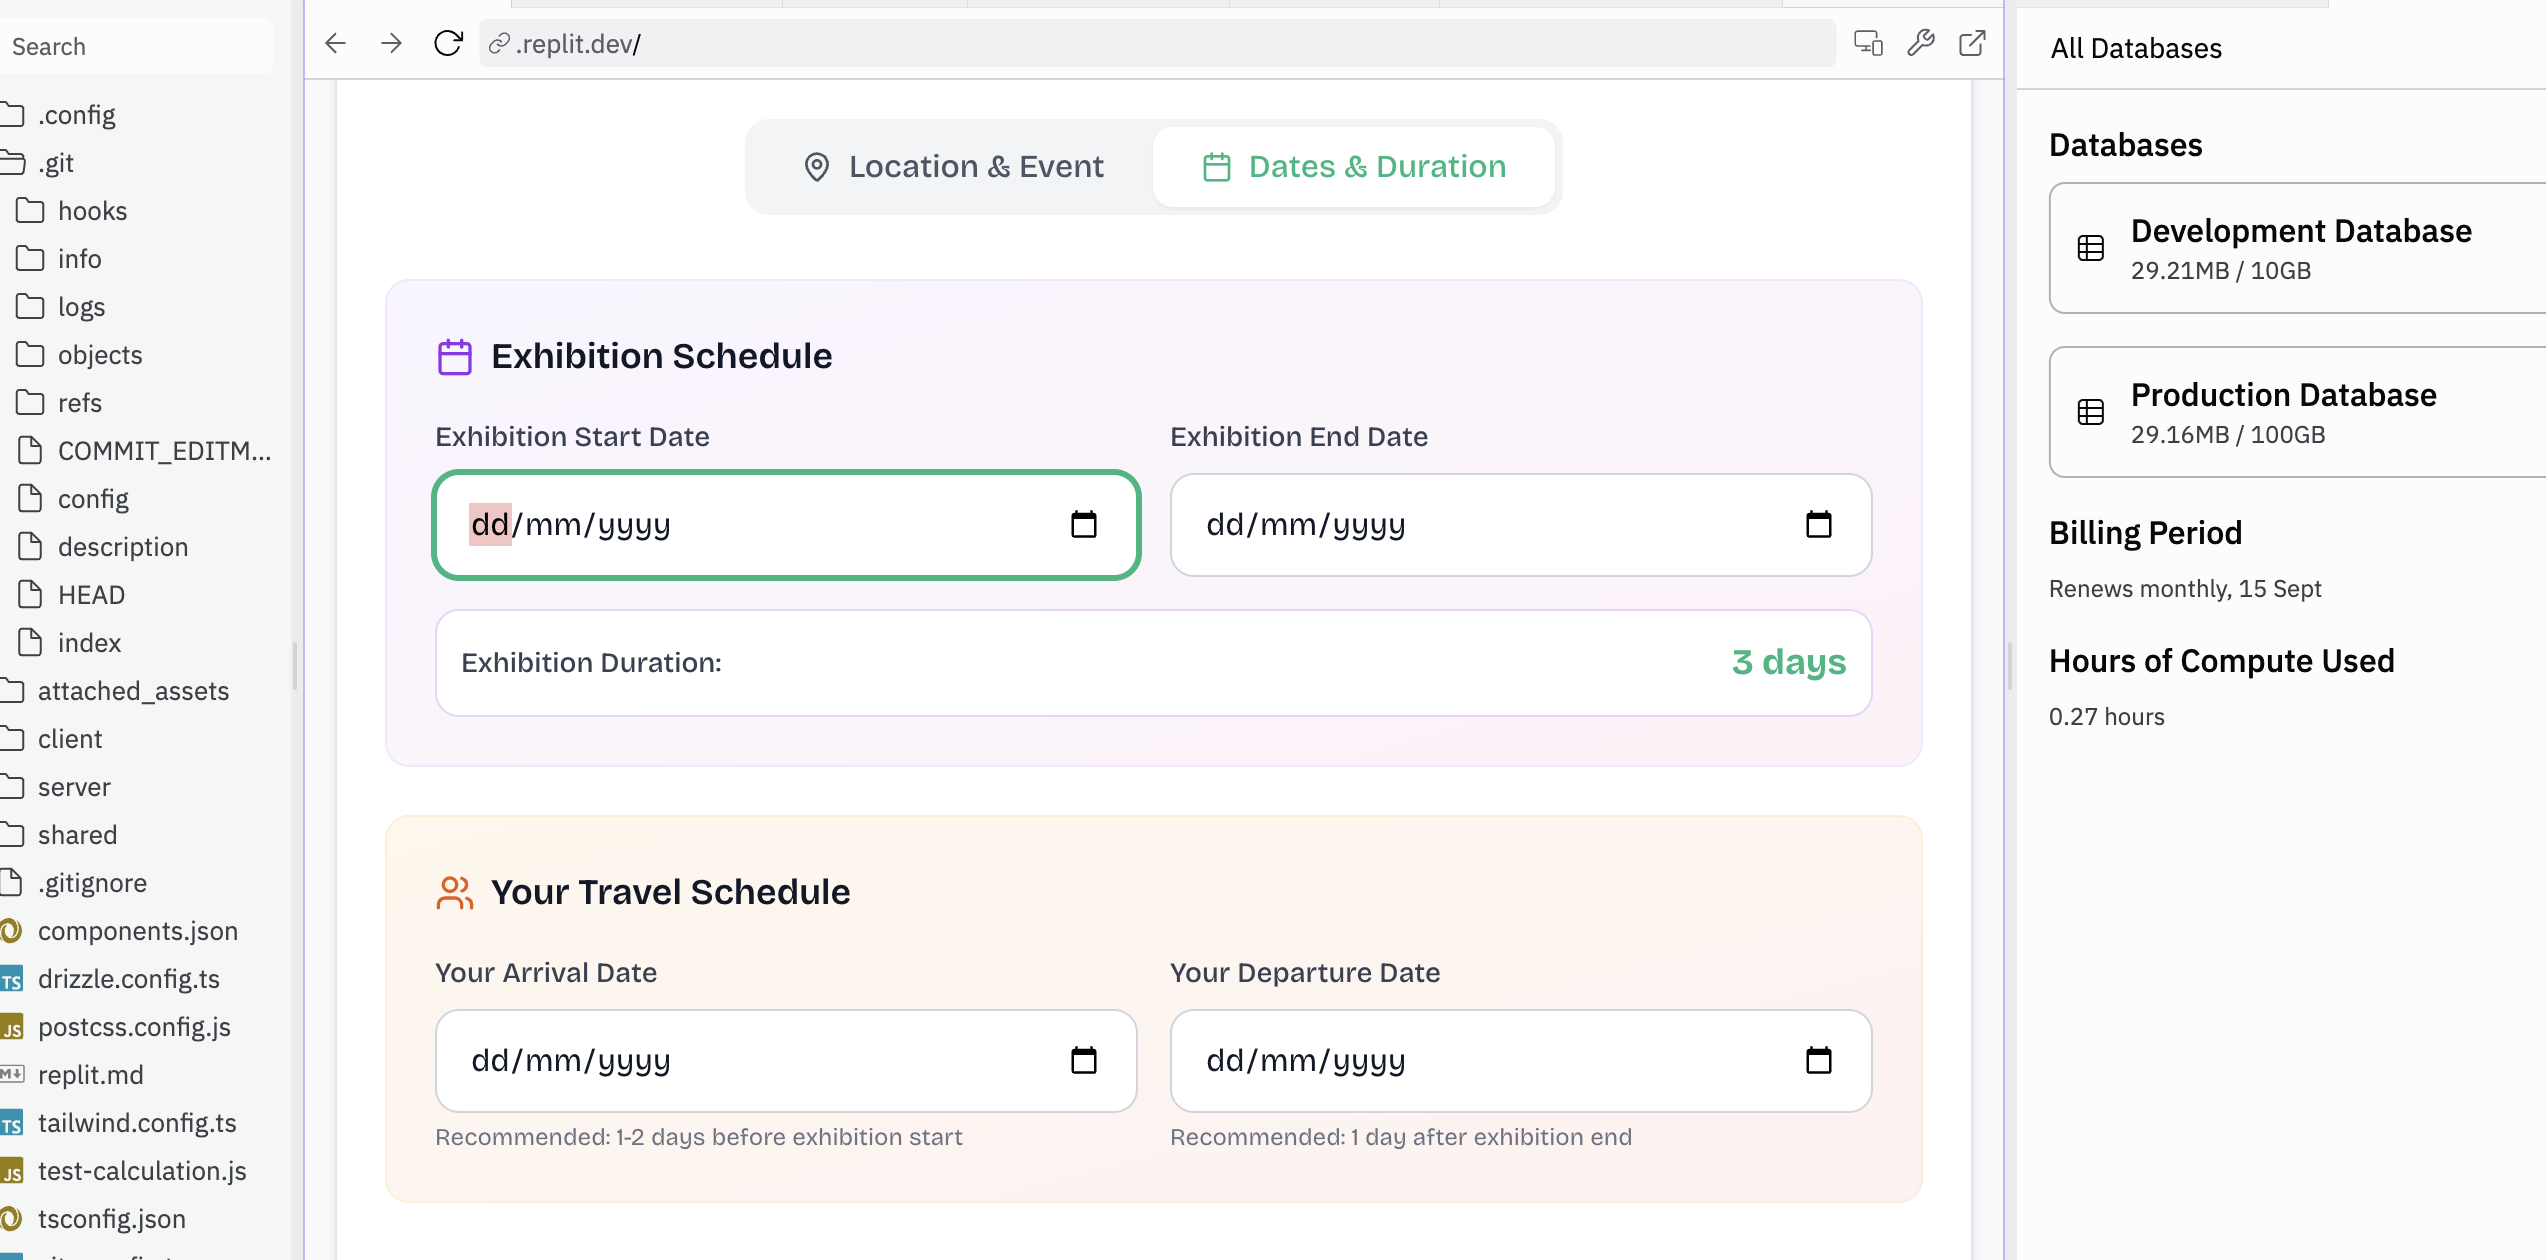 Search
.config
.git
hooks
info
logs
objects
refs
COMMIT_EDITM...
config
description
HEAD
index
attached_assets
client
server
shared
.gitignore
components.json
drizzle.config.ts
postcss.config.js
replit.md
tailwind.config.ts
test-calculation.js
tsconfig.json
.replit.dev/
Location & Event
Dates & Duration
Exhibition Schedule
Exhibition Start Date
Exhibition End Date
dd/mm/yyyy
dd/mm/yyyy
Exhibition Duration:
3 days
Your Travel Schedule
Your Arrival Date
Your Departure Date
dd/mm/yyyy
dd/mm/yyyy
Recommended: 1-2 days before exhibition start
Recommended: 1 day after exhibition end
All Databases
Databases
Development Database
29.21MB / 10GB
Production Database
29.16MB / 100GB
Billing Period
Renews monthly, 15 Sept
Hours of Compute Used
0.27 hours